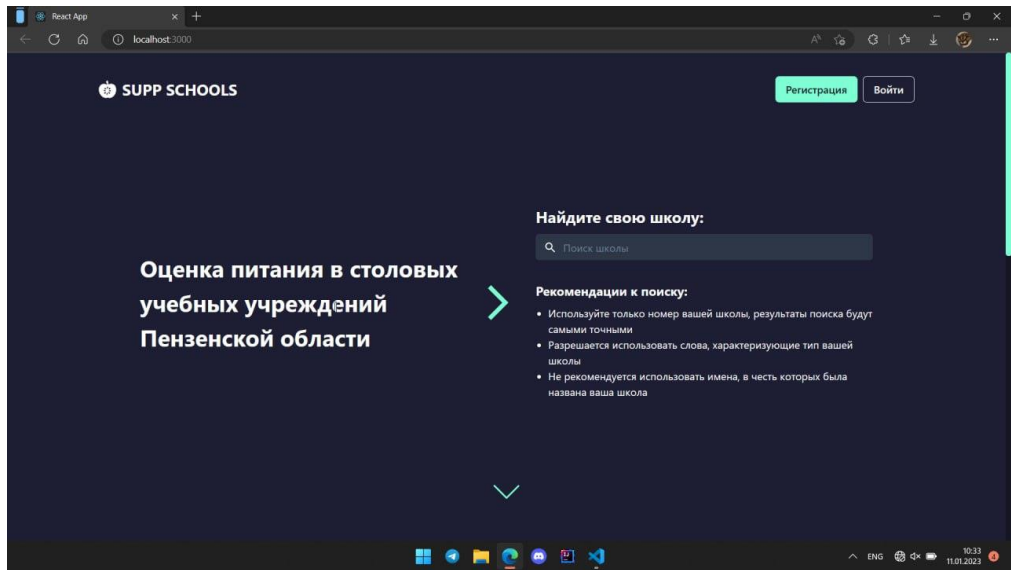 React App
localhost:3000
SUPP SCHOOLS
Регистрация
Войти
Найдите свою школу:
Поиск школы
Оценка питания в столовых
учебных учреждений
Пензенской области
Рекомендации к поиску:
• Используйте только номер вашей школы, результаты поиска будут
самыми точными
• Разрешается использовать слова, характеризующие тип вашей
школы
• Не рекомендуется использовать имена, в честь которых была
названа ваша школа
ENG
10:33
11.01.2023
4